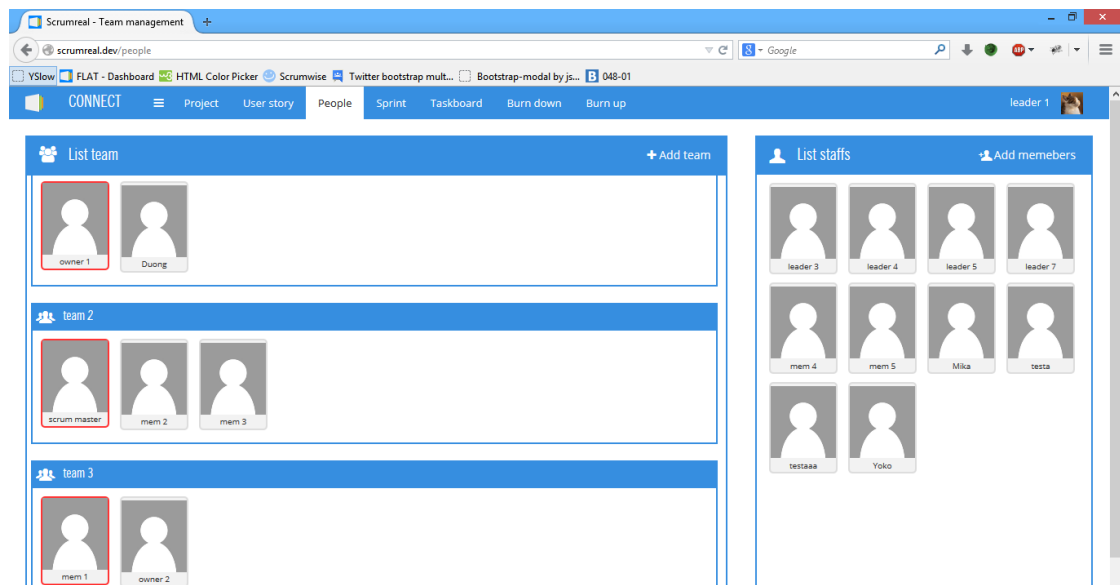 Scrumreal - Team management
scrumreal.dev/people
Google
YSlow FLAT - Dashboard HTML Color Picker Scrumwise Twitter bootstrap mult... Bootstrap-modal by js... 048-01
CONNECT Project User story People Sprint Taskboard Burn down Burn up leader 1
List team Add team
owner 1 Duong
team 2
scrum master mem 2 mem 3
team 3
mem 1 owner 2
List staffs Add memebers
leader 3 leader 4 leader 5 leader 7
mem 4 mem 5 Mika testa
testaaa Yoko